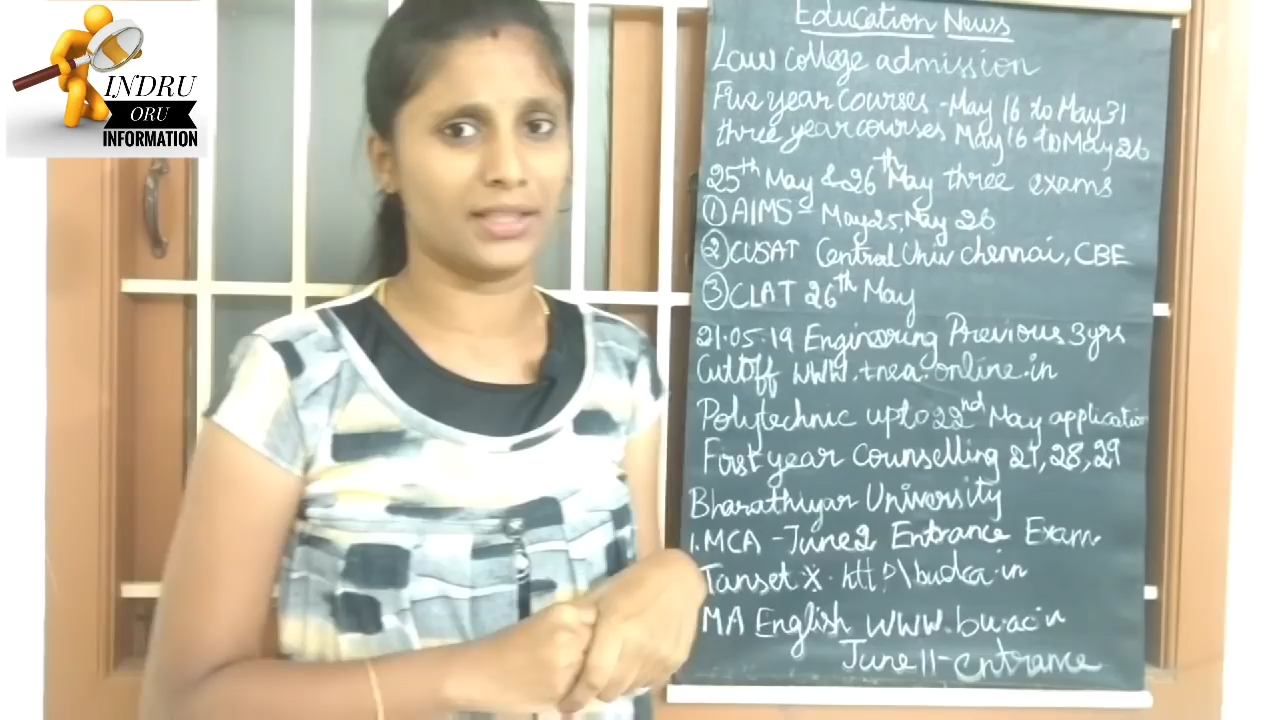 INDRU
ORU
INFORMATION
Education News
Law college admission
Five year courses - May 16 to May 31
three year courses May 16 to May 26
25th May & 26th May three exams
① AIMS - May 25, May 26
② CUSAT Central Univ Chennai, CBE
③ CLAT 26th May
21.05.19 Engineering Previous 3 yrs
Cutoff www.tnea.online.in
Polytechnic upto 22nd May application
First year counselling 27, 28, 29
Bharathiyar University
1. MCA - June 2 Entrance Exam
Tanset X.
MA English www.bu.ac.in
June 11 - entrance